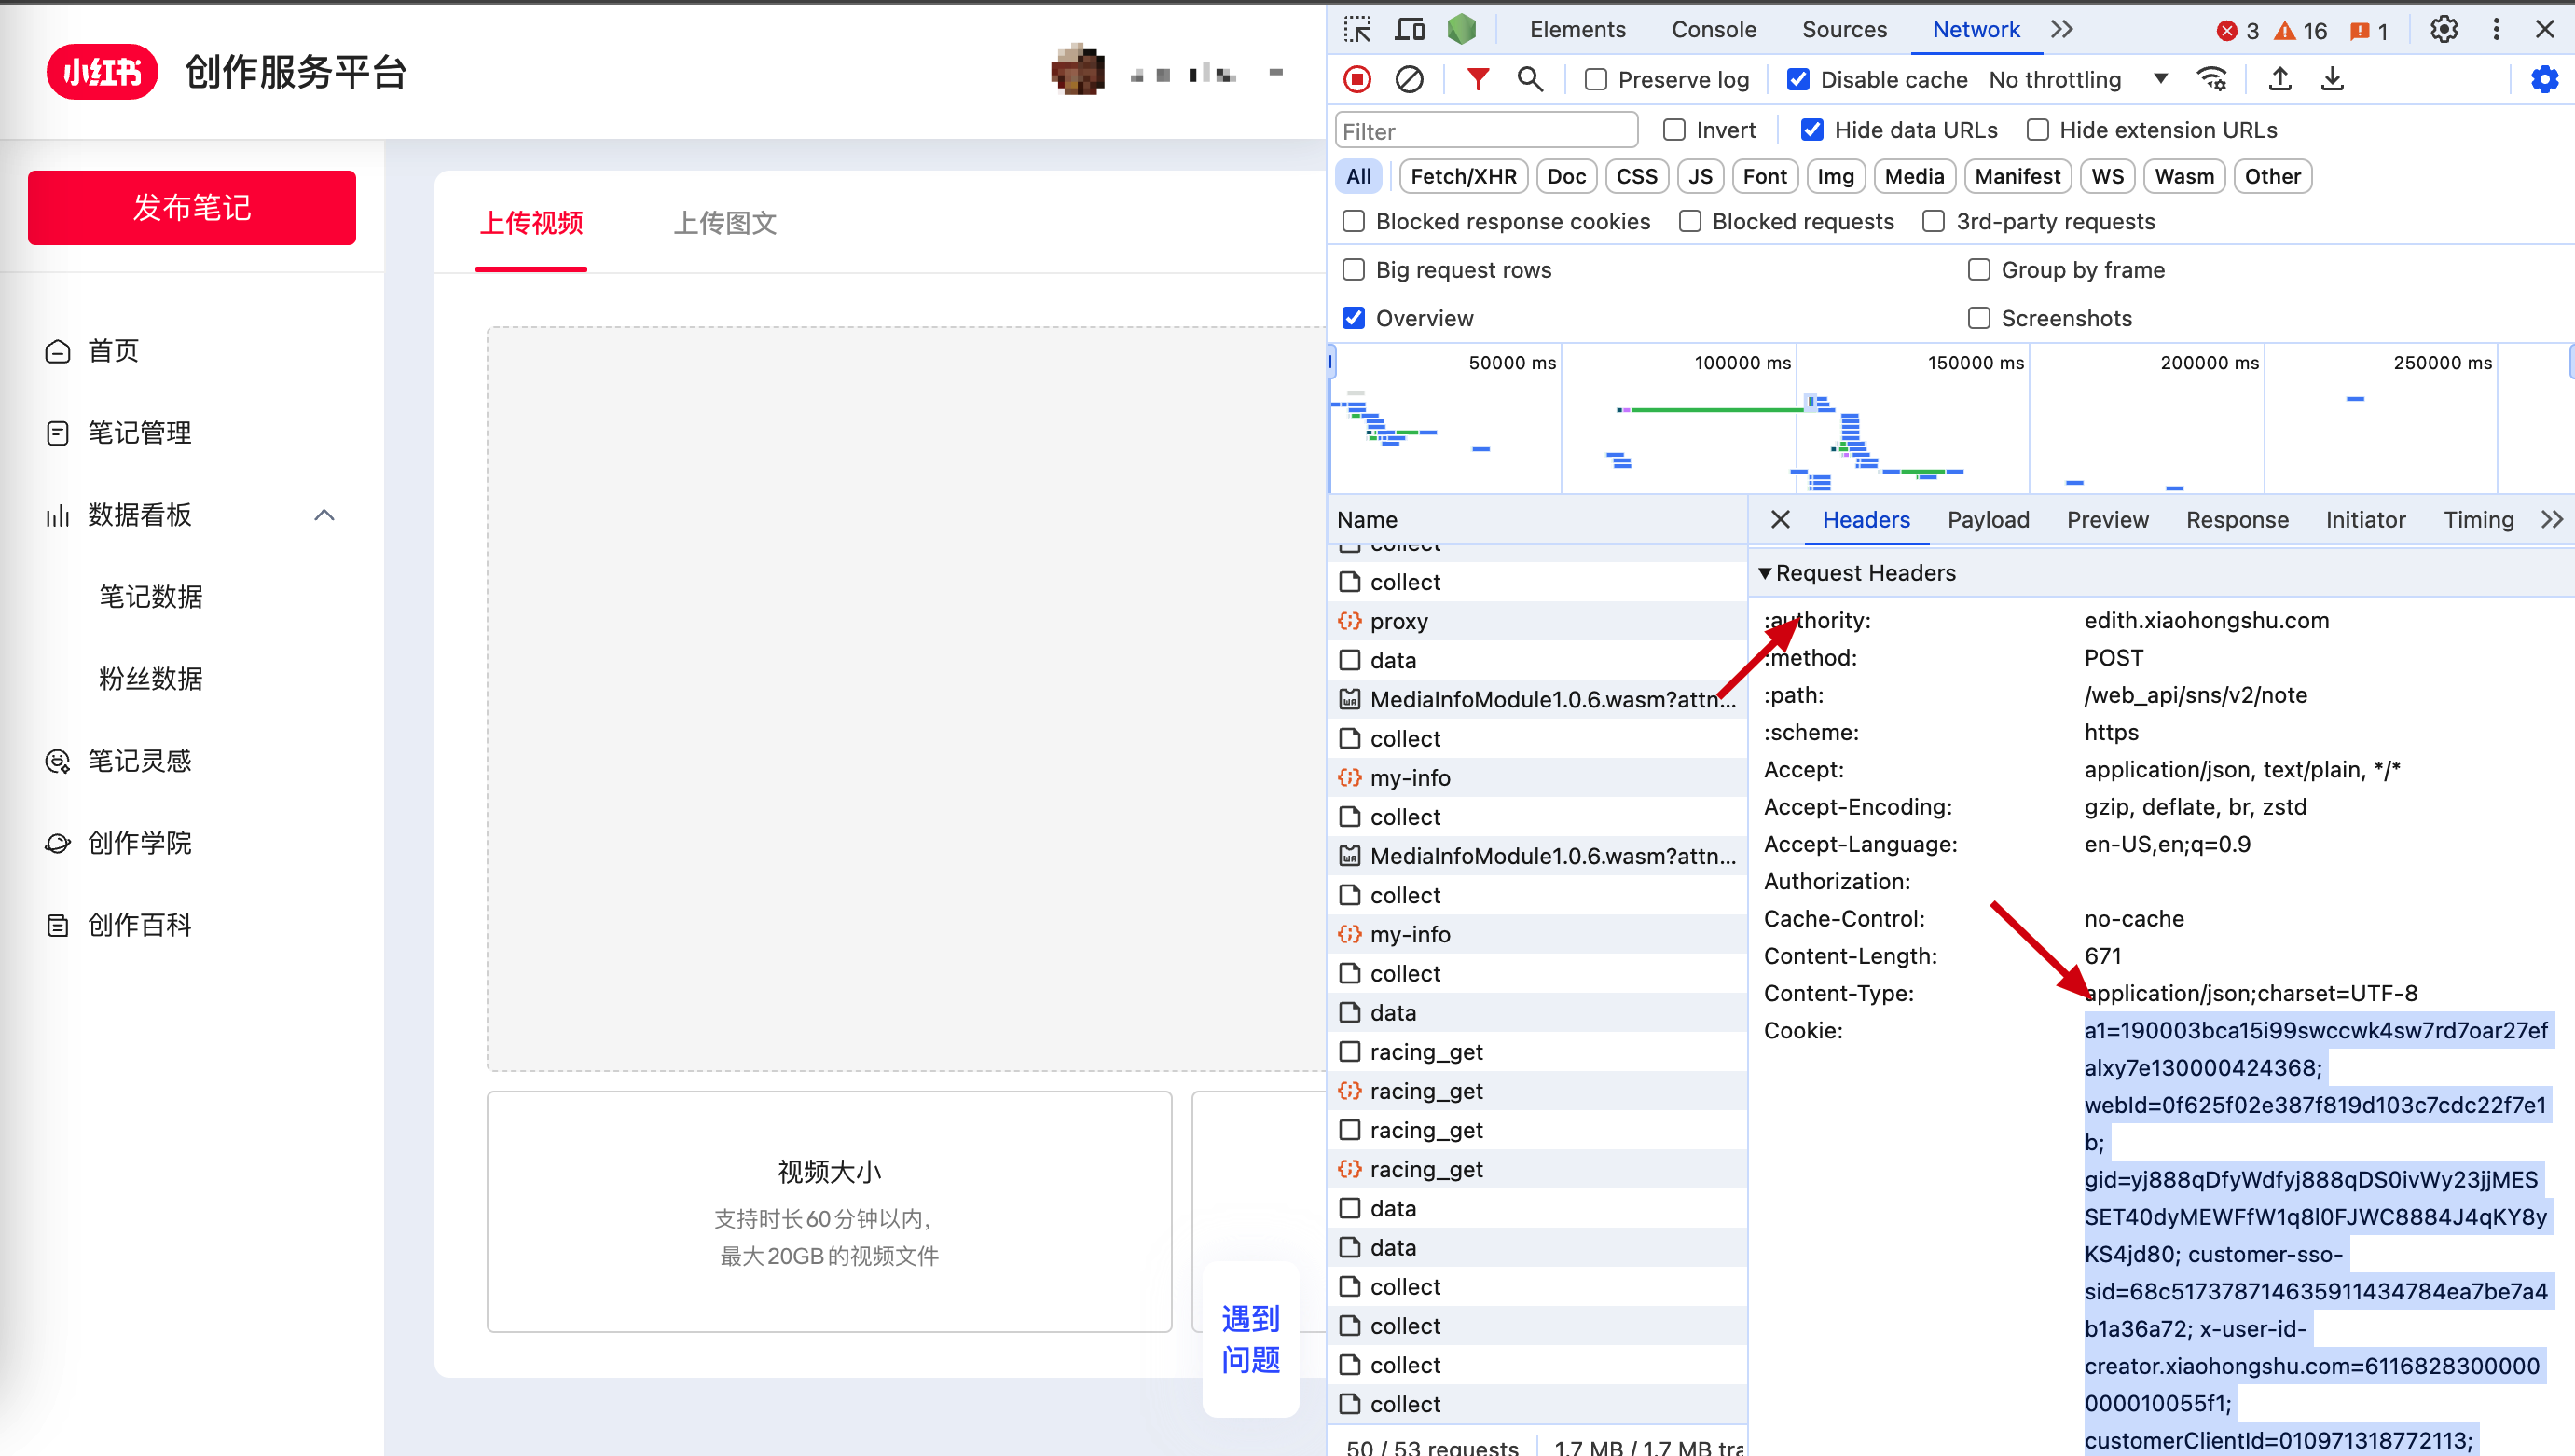 小红书 创作服务平台
发布笔记
首页
笔记管理
数据看板
笔记数据
粉丝数据
笔记灵感
创作学院
创作百科
上传视频 上传图文
视频大小
支持时长60分钟以内，
最大20GB的视频文件
遇到
问题
Elements Console Sources Network 3 16 1
Preserve log Disable cache No throttling
Filter Invert Hide data URLs Hide extension URLs
All Fetch/XHR Doc CSS JS Font Img Media Manifest WS Wasm Other
Blocked response cookies Blocked requests 3rd-party requests
Big request rows Group by frame
Overview Screenshots
50000 ms 100000 ms 150000 ms 200000 ms 250000 ms
Name
collect
collect
proxy
data
MediaInfoModule1.0.6.wasm?attn...
collect
my-info
collect
MediaInfoModule1.0.6.wasm?attn...
collect
my-info
collect
data
racing_get
racing_get
racing_get
racing_get
data
data
collect
collect
collect
collect
50 / 53 requests 1.7 MB / 1.7 MB tra
Headers Payload Preview Response Initiator Timing
Request Headers
:authority: edith.xiaohongshu.com
:method: POST
:path: /web_api/sns/v2/note
:scheme: https
Accept: application/json, text/plain, */*
Accept-Encoding: gzip, deflate, br, zstd
Accept-Language: en-US,en;q=0.9
Authorization:
Cache-Control: no-cache
Content-Length: 671
Content-Type: application/json;charset=UTF-8
Cookie: a1=190003bca15i99swccwk4sw7rd7oar27ef
alxy7e130000424368;
webId=0f625f02e387f819d103c7cdc22f7e1
b;
gid=yj888qDfyWdfyj888qDS0ivWy23jjMES
SET40dyMEWFfW1q8l0FJWC8884J4qKY8y
KS4jd80; customer-sso-
sid=68c517378714635911434784ea7be7a4
b1a36a72; x-user-id-
creator.xiaohongshu.com=6116828300000
000010055f1;
customerClientId=010971318772113;